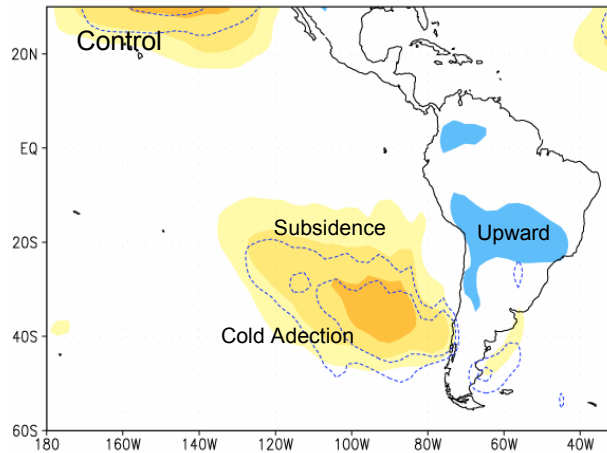 20N
Control
EQ
20S
Subsidence
Upward
40S
Cold Adection
60S
180 160W 140W 120W 100W 80W 60W 40W